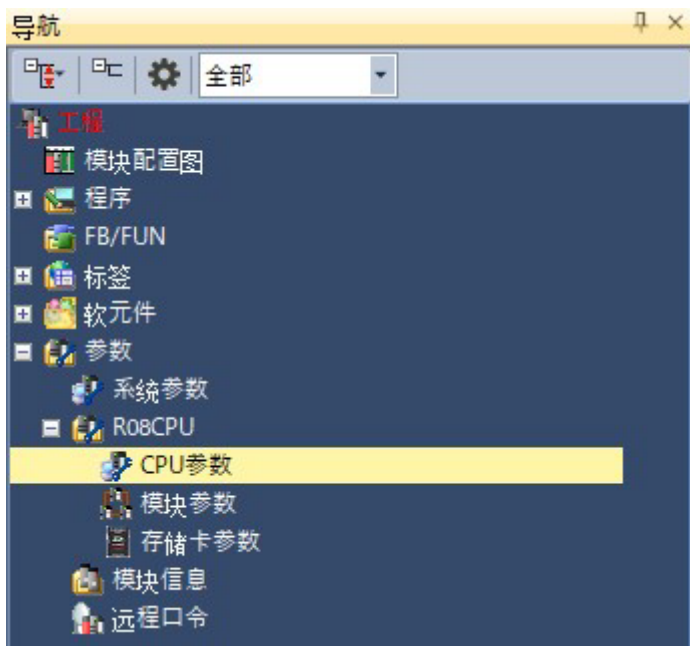 导航
全部
工程
模块配置图
程序
FB/FUN
标签
软元件
参数
系统参数
R08CPU
CPU参数
模块参数
存储卡参数
模块信息
远程口令